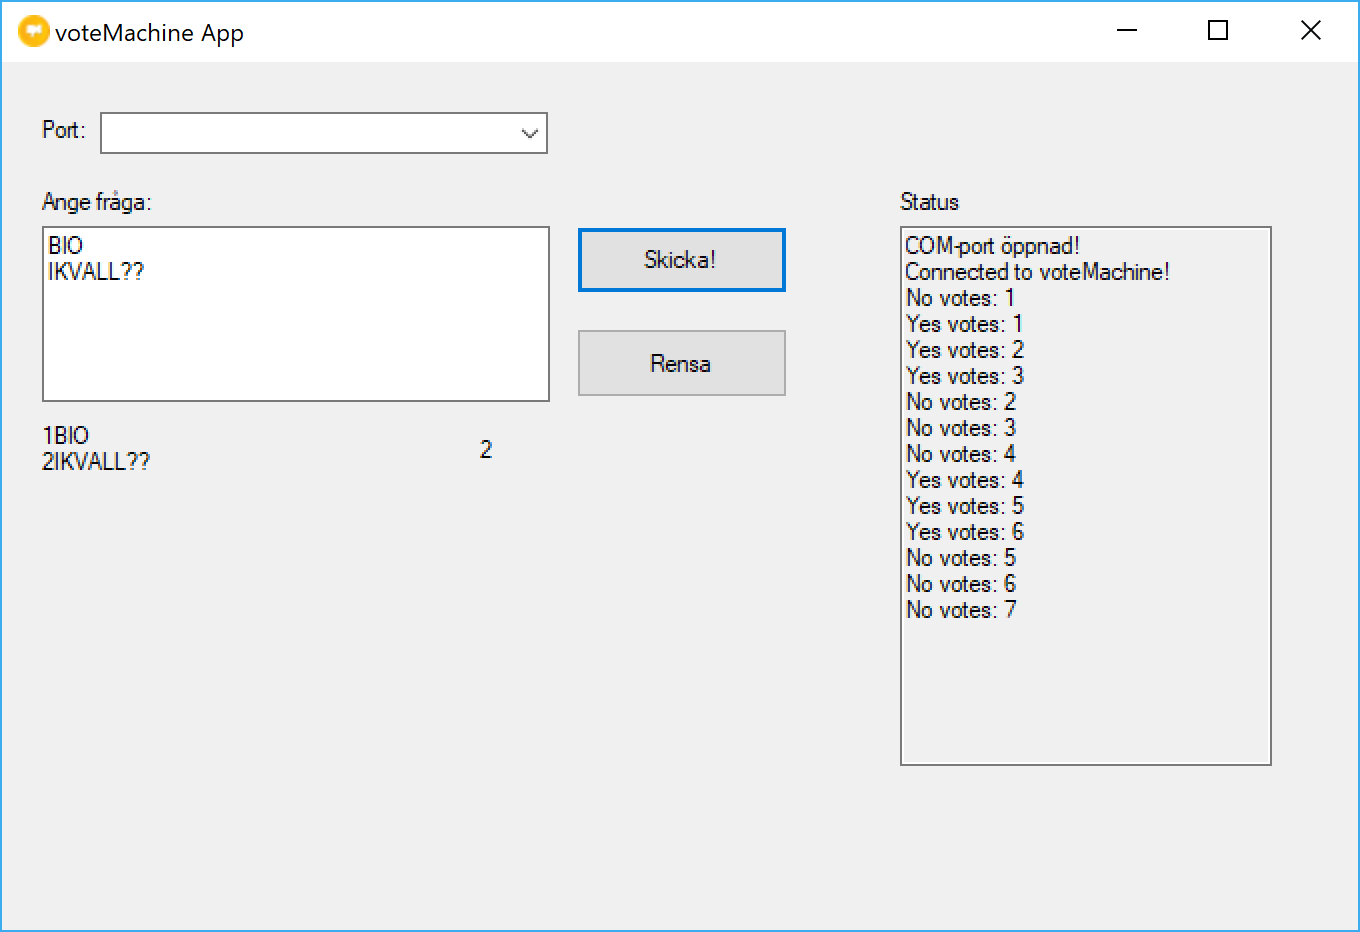 voteMachine App
Port:
Ange fråga:
BIO
IKVALL??
Skicka!
Rensa
1BIO
2IKVALL??
2
Status
COM-port öppnad!
Connected to voteMachine!
No votes: 1
Yes votes: 1
Yes votes: 2
Yes votes: 3
No votes: 2
No votes: 3
No votes: 4
Yes votes: 4
Yes votes: 5
Yes votes: 6
No votes: 5
No votes: 6
No votes: 7